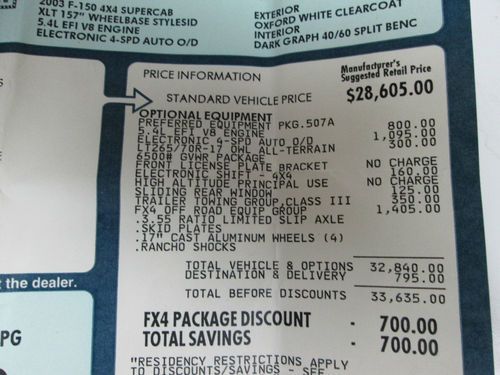 2003 F-150 4X4 SUPERCAB
XLT 157" WHEELBASE STYLESID
5.4L EFI V8 ENGINE
ELECTRONIC 4-SPD AUTO O/D
EXTERIOR
OXFORD WHITE CLEARCOAT
INTERIOR
DARK GRAPH 40/60 SPLIT BENC
PRICE INFORMATION
Manufacturer's
Suggested Retail Price
STANDARD VEHICLE PRICE $28,605.00
OPTIONAL EQUIPMENT
PREFERRED EQUIPMENT PKG.507A 800.00
5.4L EFI V8 ENGINE 1,095.00
ELECTRONIC 4-SPD AUTO O/D
LT265/70R-17 OWL ALL-TERRAIN 300.00
6500# GVWR PACKAGE
FRONT LICENSE PLATE BRACKET NO CHARGE
ELECTRONIC SHIFT - 4X4 160.00
HIGH ALTITUDE PRINCIPAL USE NO CHARGE
SLIDING REAR WINDOW 125.00
TRAILER TOWING GROUP,CLASS III 350.00
FX4 OFF ROAD EQUIP GROUP 1,405.00
.3.55 RATIO LIMITED SLIP AXLE
.SKID PLATES
.17" CAST ALUMINUM WHEELS (4)
.RANCHO SHOCKS
TOTAL VEHICLE & OPTIONS 32,840.00
DESTINATION & DELIVERY 795.00
TOTAL BEFORE DISCOUNTS 33,635.00
FX4 PACKAGE DISCOUNT - 700.00
TOTAL SAVINGS - 700.00
"RESIDENCY RESTRICTIONS APPLY
TO DISCOUNTS/SAVINGS - SEE
s
t the dealer.
PG